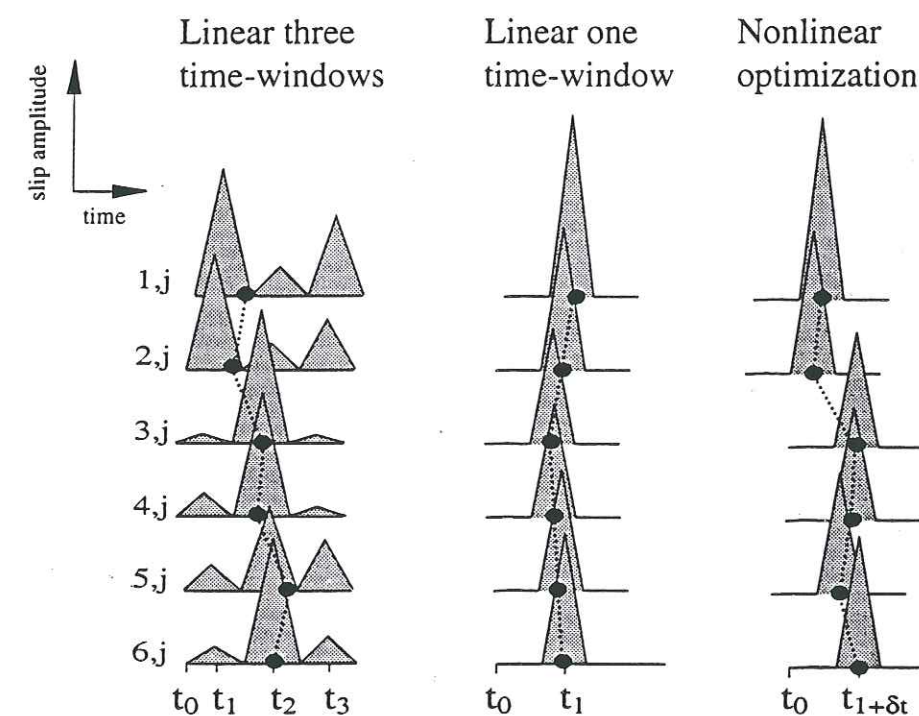 Linear three
time-windows
Linear one
time-window
Nonlinear
optimization
slip amplitude
time
1,j
2,j
3,j
4,j
5,j
6,j
t0 t1 t2 t3
t0 t1
t0 t1+δt